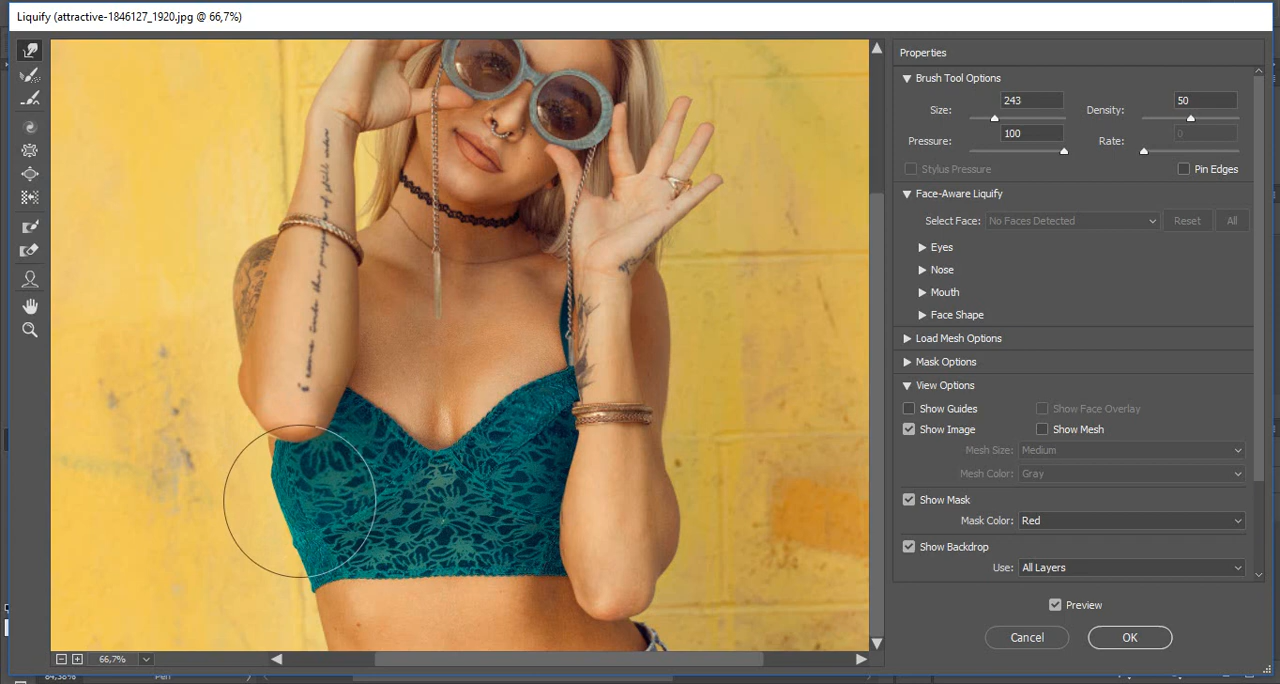 Liquify (attractive-1846127_1920.jpg @ 66,7%)
Properties
Brush Tool Options
Size: 243 Density: 50
Pressure: 100 Rate: 0
Stylus Pressure Pin Edges
Face-Aware Liquify
Select Face: No Faces Detected Reset All
Eyes
Nose
Mouth
Face Shape
Load Mesh Options
Mask Options
View Options
Show Guides Show Face Overlay
Show Image Show Mesh
Mesh Size: Medium
Mesh Color: Gray
Show Mask
Mask Color: Red
Show Backdrop
Use: All Layers
Preview
Cancel OK
66,7%